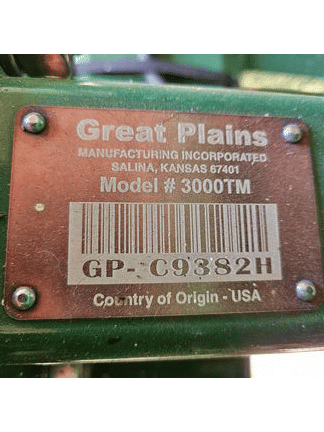 Great Plains
MANUFACTURING INCORPORATED
SALINA, KANSAS 67401
Model # 3000TM
GP- C9382H
Country of Origin - USA